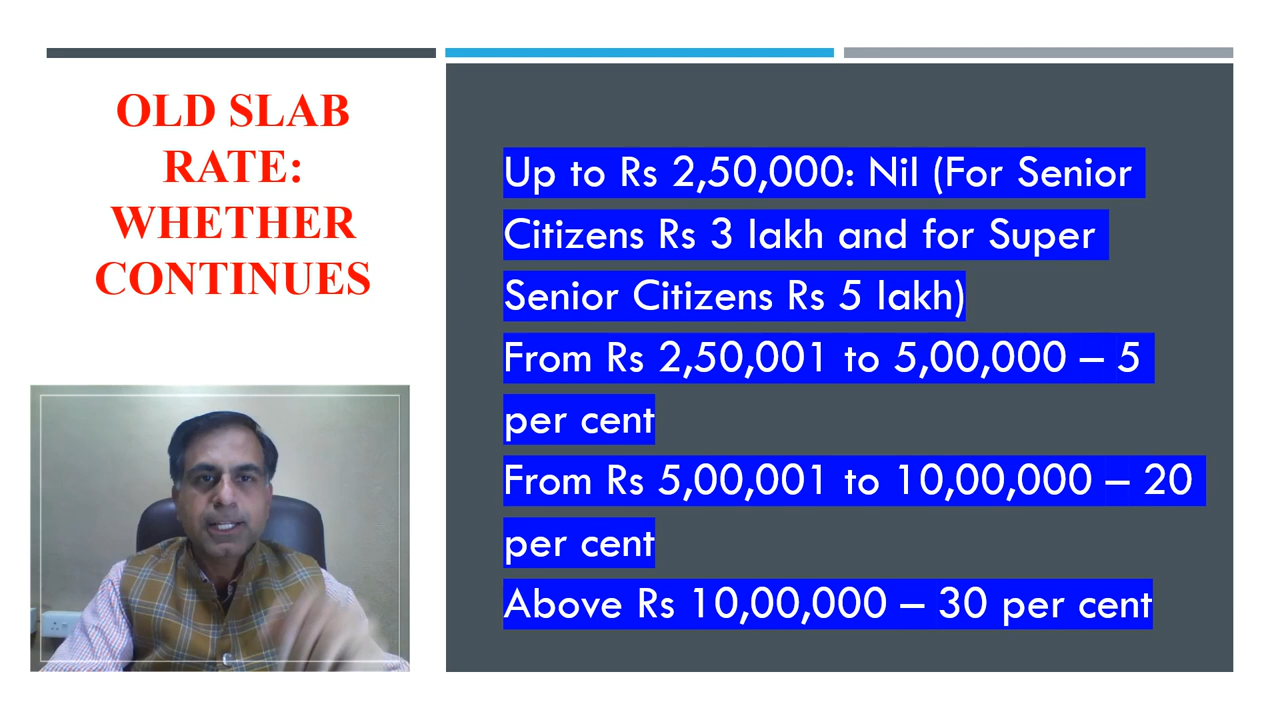 OLD SLAB
RATE:
WHETHER
CONTINUES
Up to Rs 2,50,000: Nil (For Senior
Citizens Rs 3 lakh and for Super
Senior Citizens Rs 5 lakh)
From Rs 2,50,001 to 5,00,000 – 5
per cent
From Rs 5,00,001 to 10,00,000 – 20
per cent
Above Rs 10,00,000 – 30 per cent